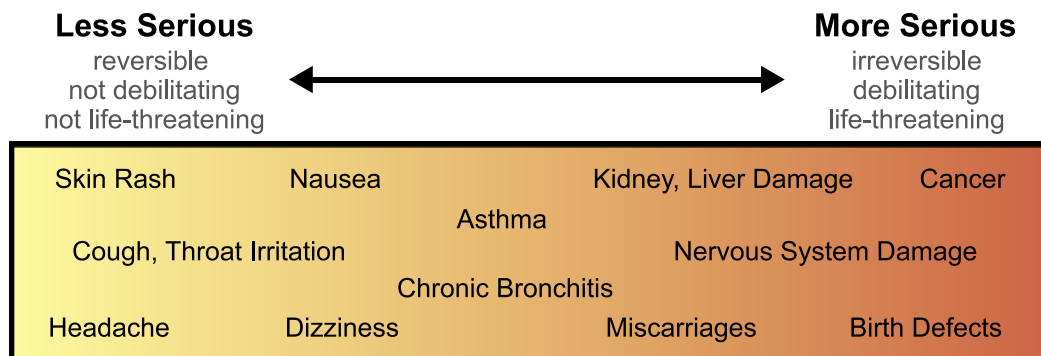 Less Serious
reversible
not debilitating
not life-threatening
More Serious
irreversible
debilitating
life-threatening
Skin Rash Nausea Kidney, Liver Damage Cancer
Asthma
Cough, Throat Irritation Nervous System Damage
Chronic Bronchitis
Headache Dizziness Miscarriages Birth Defects